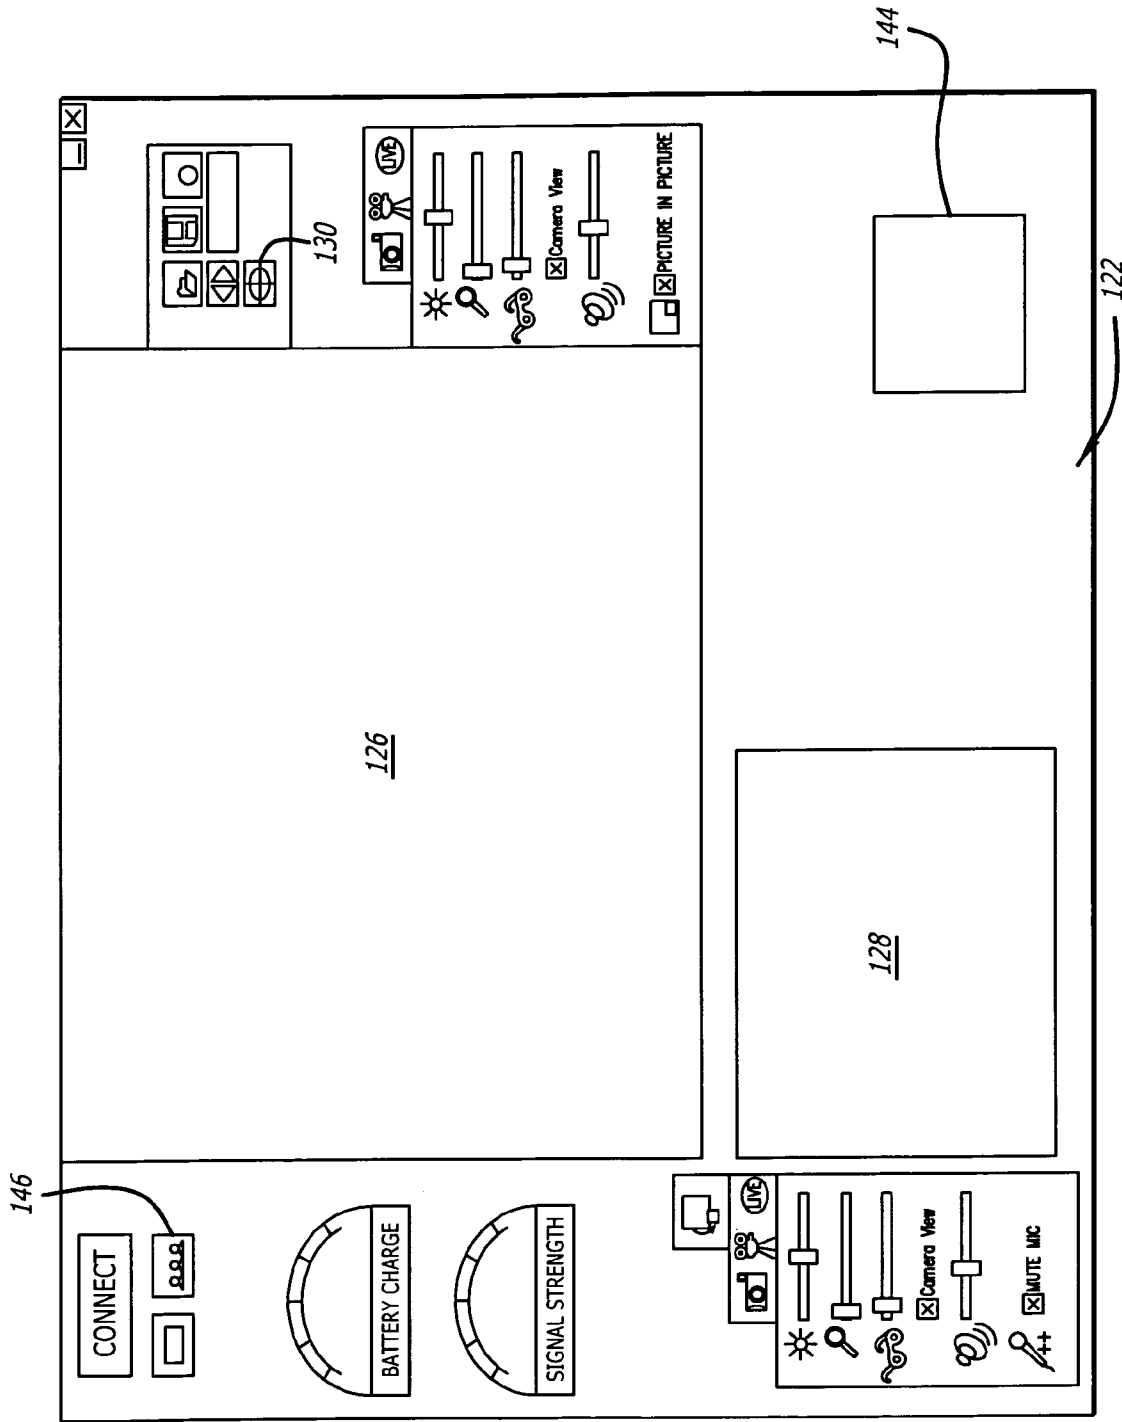 146
CONNECT
BATTERY CHARGE
SIGNAL STRENGTH
126
130
LIVE
Camera View
PICTURE IN PICTURE
LIVE
Camera View
MUTE MIC
128
144
122